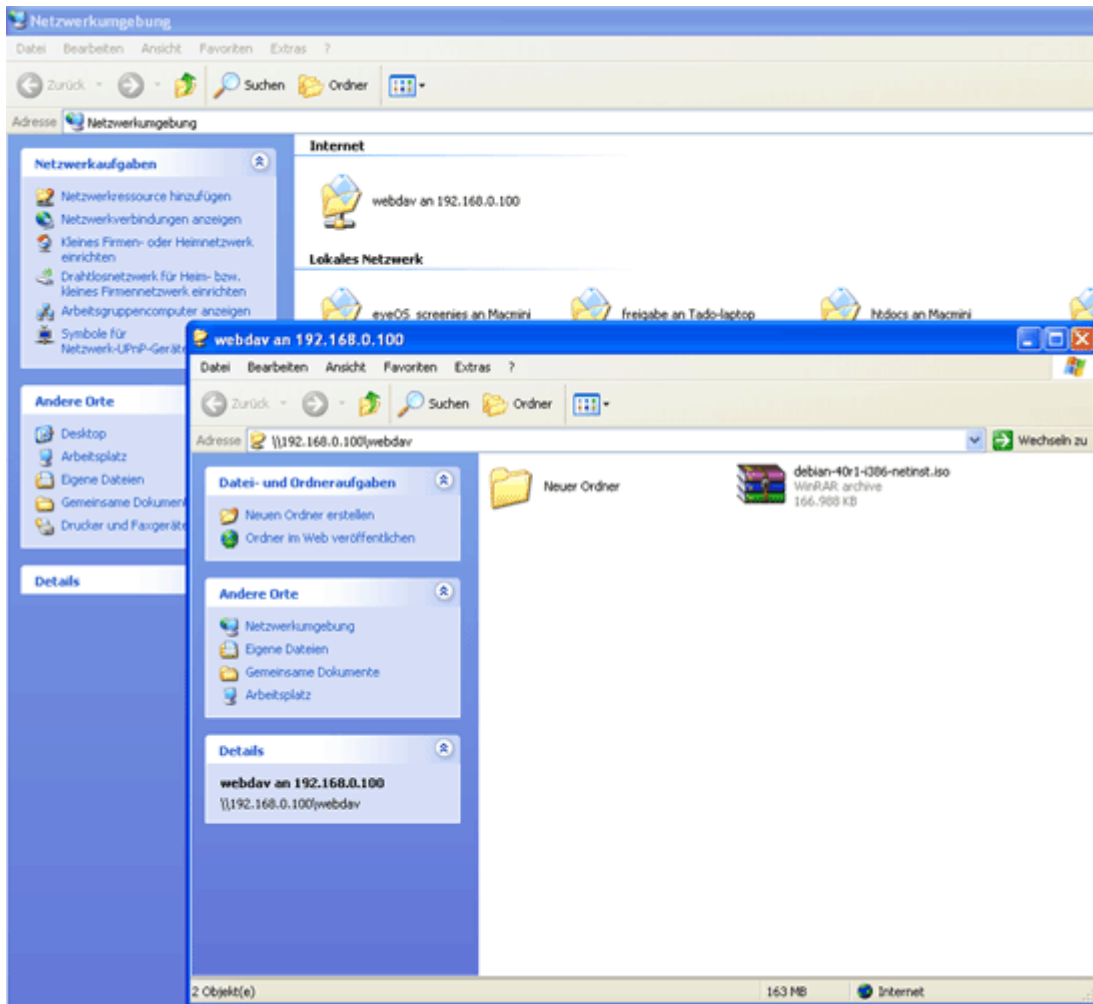 Netzwerkumgebung
Datei Bearbeiten Ansicht Favoriten Extras ?
Zurück Suchen Ordner
Adresse Netzwerkumgebung
Netzwerkaufgaben
Netzwerkressource hinzufügen
Netzwerkverbindungen anzeigen
Kleines Firmen- oder Heimnetzwerk
einrichten
Drahtlosnetzwerk für Heim- bzw.
kleines Firmennetzwerk einrichten
Arbeitsgruppencomputer anzeigen
Symbole für
Netzwerk-UPnP-Geräte
Andere Orte
Desktop
Arbeitsplatz
Eigene Dateien
Gemeinsame Dokument
Drucker und Faxgeräte
Details
Internet
webdav an 192.168.0.100
Lokales Netzwerk
eyeOS screenies an Macmini
freigabe an Tado-laptop
htdocs an Macmini
webdav an 192.168.0.100
Datei Bearbeiten Ansicht Favoriten Extras ?
Zurück Suchen Ordner
Adresse \\192.168.0.100\webdav Wechseln zu
Datei- und Ordneraufgaben
Neuen Ordner erstellen
Ordner im Web veröffentlichen
Andere Orte
Netzwerkumgebung
Eigene Dateien
Gemeinsame Dokumente
Arbeitsplatz
Details
webdav an 192.168.0.100
\\192.168.0.100\webdav
Neuer Ordner
debian-40r1-i386-netinst.iso
WinRAR archive
166.988 KB
2 Objekt(e) 163 MB Internet